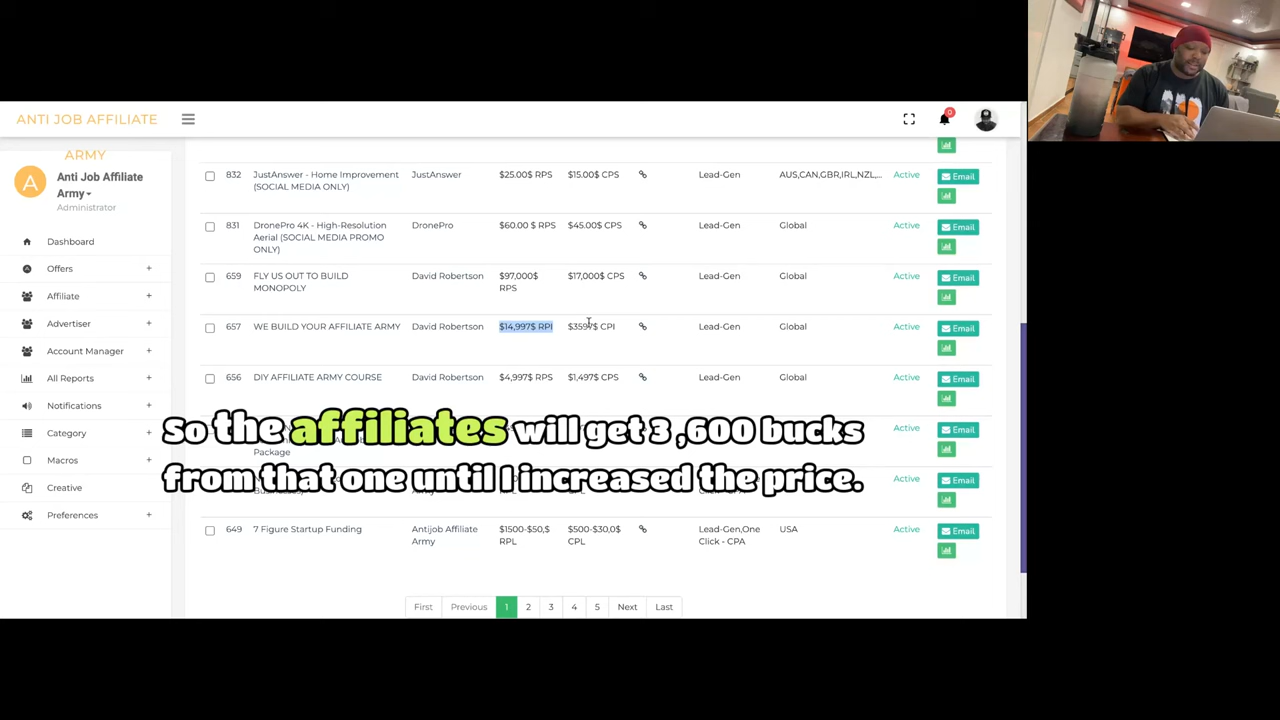 ANTI JOB AFFILIATE
ARMY
A
Anti Job Affiliate
Army
Administrator
Dashboard
Offers +
Affiliate +
Advertiser +
Account Manager +
All Reports +
Notifications +
Category +
Macros +
Creative
Preferences +
832 JustAnswer - Home Improvement JustAnswer $25.00$ RPS $15.00$ CPS Lead-Gen AUS,CAN,GBR,IRL,NZL,... Active Email
(SOCIAL MEDIA ONLY)
831 DronePro 4K - High-Resolution DronePro $60.00 $ RPS $45.00$ CPS Lead-Gen Global Active Email
Aerial (SOCIAL MEDIA PROMO
ONLY)
659 FLY US OUT TO BUILD David Robertson $97,000$ $17,000$ CPS Lead-Gen Global Active Email
MONOPOLY RPS
657 WE BUILD YOUR AFFILIATE ARMY David Robertson $14,997$ RPI $3597$ CPI Lead-Gen Global Active Email
656 DIY AFFILIATE ARMY COURSE David Robertson $4,997$ RPS $1,497$ CPS Lead-Gen Global Active Email
so the affiliates will get 3,600 bucks
Email
Package
from that one until I increased the price.
Active Email
649 7 Figure Startup Funding Antijob Affiliate $1500-$50,$ $500-$30,0$ Lead-Gen,One USA Active Email
Army RPL CPL Click - CPA
First Previous 1 2 3 4 5 Next Last